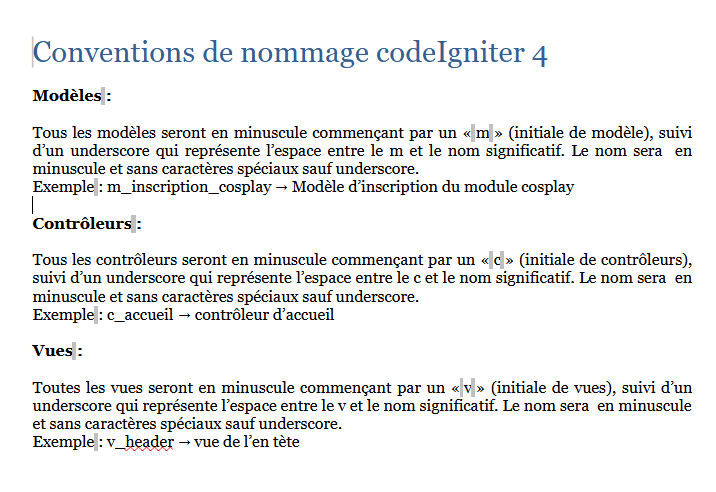 Conventions de nommage codeIgniter 4
Modèles :
Tous les modèles seront en minuscule commençant par un « m » (initiale de modèle), suivi
d’un underscore qui représente l’espace entre le m et le nom significatif. Le nom sera  en
minuscule et sans caractères spéciaux sauf underscore.
Exemple : m_inscription_cosplay → Modèle d’inscription du module cosplay
Contrôleurs :
Tous les contrôleurs seront en minuscule commençant par un « c » (initiale de contrôleurs),
suivi d’un underscore qui représente l’espace entre le c et le nom significatif. Le nom sera  en
minuscule et sans caractères spéciaux sauf underscore.
Exemple : c_accueil → contrôleur d’accueil
Vues :
Toutes les vues seront en minuscule commençant par un « v » (initiale de vues), suivi d’un
underscore qui représente l’espace entre le v et le nom significatif. Le nom sera  en minuscule
et sans caractères spéciaux sauf underscore.
Exemple : v_header → vue de l’en tète